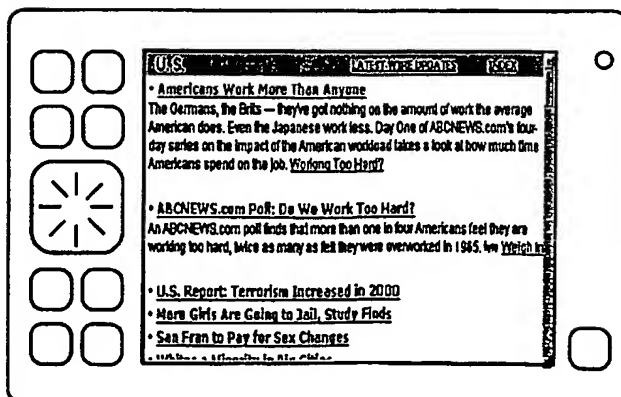 U.S. LATEST WIRE UPDATES INDEX
• Americans Work More Than Anyone
The Germans, the Brits — they've got nothing on the amount of work the average
American does. Even the Japanese work less. Day One of ABCNEWS.com's four-
day series on the impact of the American workload takes a look at how much time
Americans spend on the job. Working Too Hard?
• ABCNEWS.com Poll: Do We Work Too Hard?
An ABCNEWS.com poll finds that more than one in four Americans feel they are
working too hard, twice as many as felt they were overworked in 1985. Weigh In
• U.S. Report: Terrorism Increased in 2000
• More Girls Are Going to Jail, Study Finds
• San Fran to Pay for Sex Changes